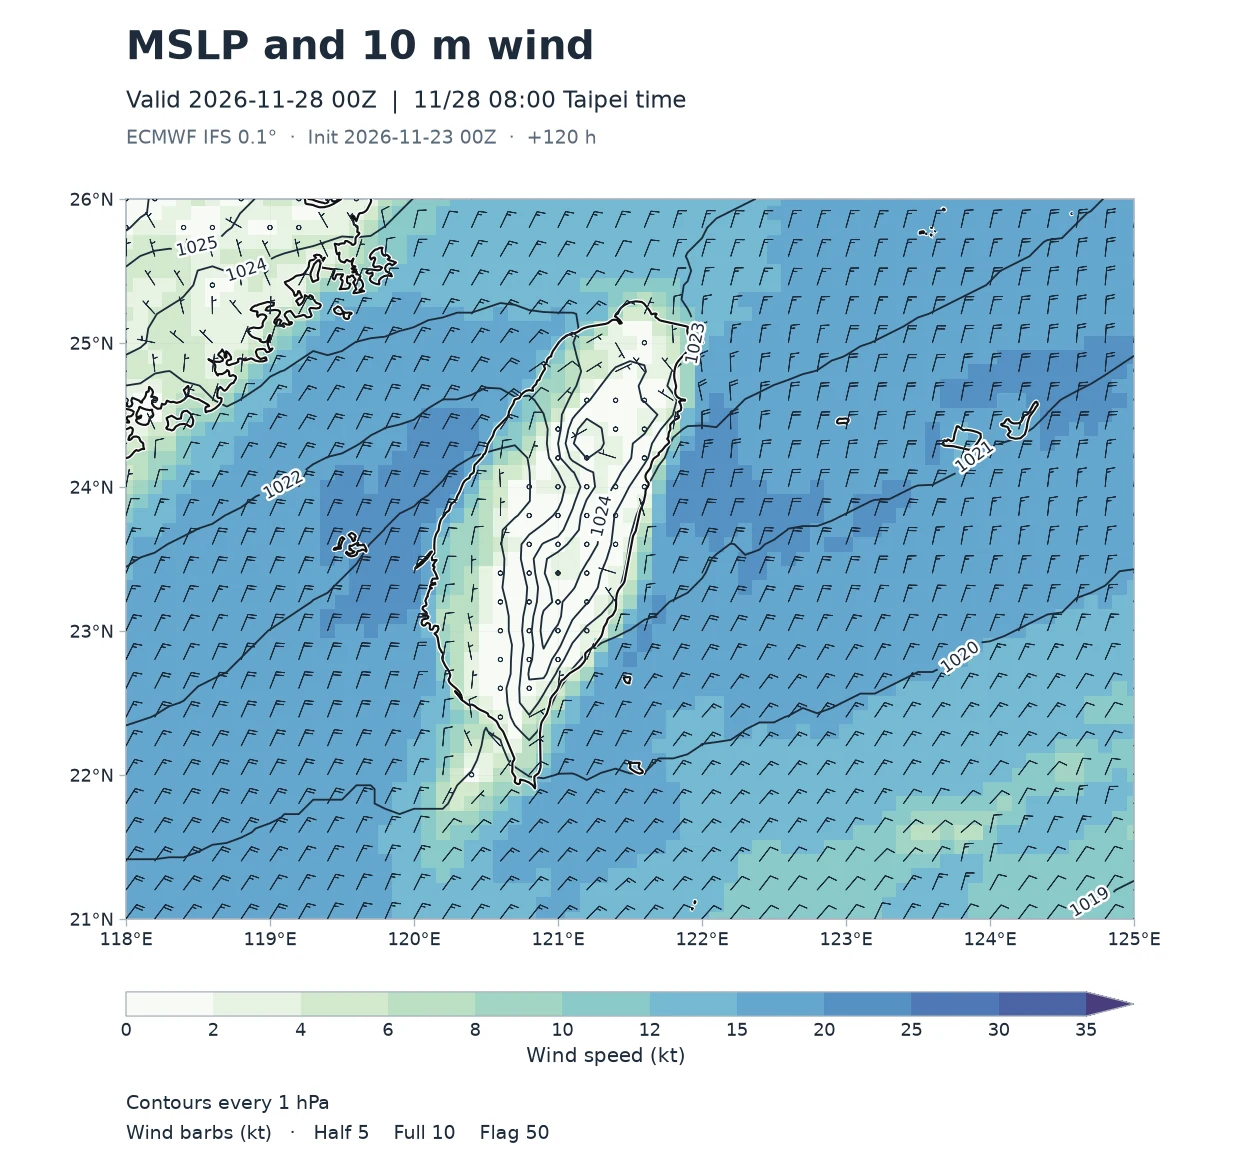 MSLP and 10 m wind
Valid 2026-11-28 00Z | 11/28 08:00 Taipei time
ECMWF IFS 0.1° · Init 2026-11-23 00Z · +120 h
26°N
1025
1024
25°N
1023
24°N
1022
1021
1024
23°N
1020
22°N
1019
21°N
118°E 119°E 120°E 121°E 122°E 123°E 124°E 125°E
0 2 4 6 8 10 12 15 20 25 30 35
Wind speed (kt)
Contours every 1 hPa
Wind barbs (kt) · Half 5 Full 10 Flag 50